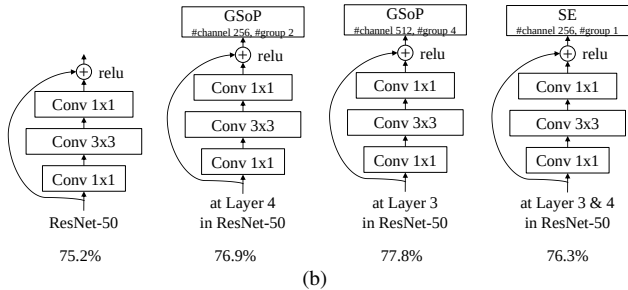 GSoP
#channel 256, #group 2
GSoP
#channel 512, #group 4
SE
#channel 256, #group 1
relu
relu
relu
relu
Conv 1x1
Conv 3x3
Conv 1x1
Conv 1x1
Conv 3x3
Conv 1x1
Conv 1x1
Conv 3x3
Conv 1x1
Conv 1x1
Conv 3x3
Conv 1x1
ResNet-50
at Layer 4
in ResNet-50
at Layer 3
in ResNet-50
at Layer 3 & 4
in ResNet-50
75.2%
76.9%
77.8%
76.3%
(b)